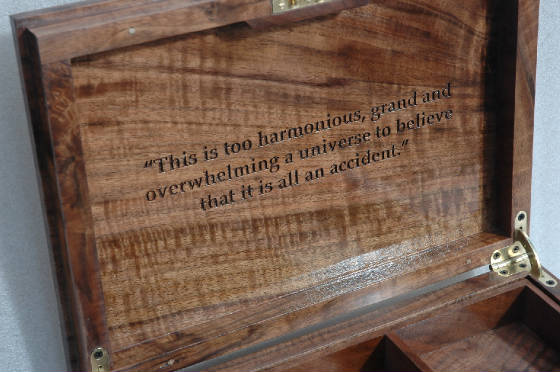 “This is too harmonious, grand and
overwhelming a universe to believe
that it is all an accident.”